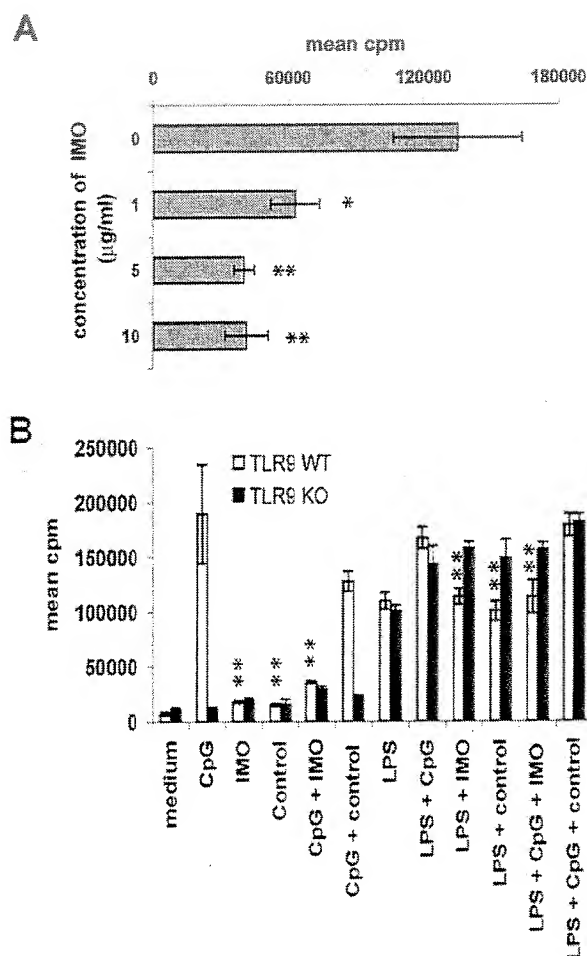 A
mean cpm
0 60000 120000 180000
concentration of IMO
(µg/ml)
0
1 *
5 **
10 **
B
mean cpm
250000
200000
150000
100000
50000
0
TLR9 WT
TLR9 KO
** ** ** ** ** **
medium
CpG
IMO
Control
CpG + IMO
CpG + control
LPS
LPS + CpG
LPS + IMO
LPS + control
LPS + CpG + IMO
LPS + CpG + control